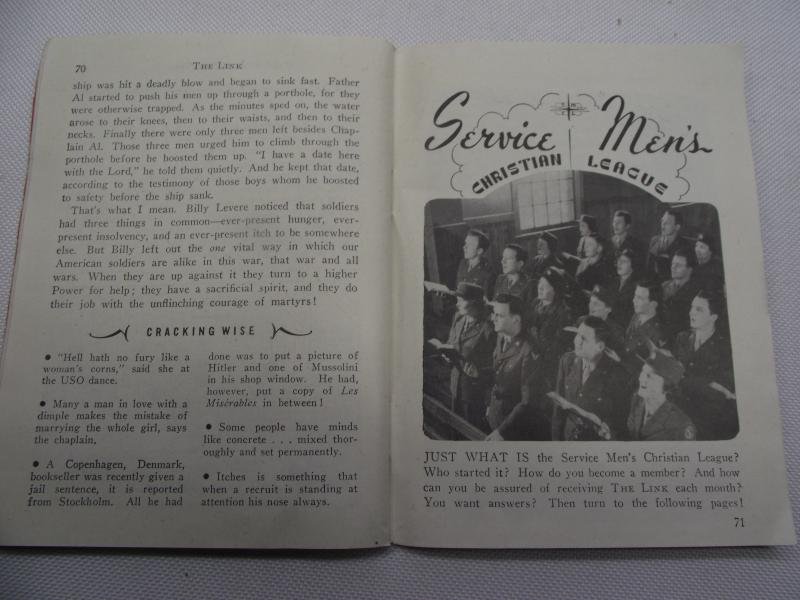 70
THE LINK
ship was hit a deadly blow and began to sink fast. Father
Al started to push his men up through a porthole, for they
were otherwise trapped. As the minutes sped on, the water
arose to their knees, then to their waists, and then to their
necks. Finally there were only three men left besides Chap-
lain Al. Those three men urged him to climb through the
porthole before he boosted them up. "I have a date here
with the Lord," he told them quietly. And he kept that date,
according to the testimony of those boys whom he boosted
to safety before the ship sank.
That's what I mean. Billy Levere noticed that soldiers
had three things in common—ever-present hunger, ever-
present insolvency, and an ever-present itch to be somewhere
else. But Billy left out the one vital way in which our
American soldiers are alike in this war, that war and all
wars. When they are up against it they turn to a higher
Power for help; they have a sacrificial spirit, and they do
their job with the unflinching courage of martyrs!
CRACKING WISE
• "Hell hath no fury like a
woman's corns," said she at
the USO dance.
• Many a man in love with a
dimple makes the mistake of
marrying the whole girl, says
the chaplain.
• A Copenhagen, Denmark,
bookseller was recently given a
jail sentence, it is reported
from Stockholm. All he had
done was to put a picture of
Hitler and one of Mussolini
in his shop window. He had,
however, put a copy of Les
Misérables in between!
• Some people have minds
like concrete . . . mixed thor-
oughly and set permanently.
• Itches is something that
when a recruit is standing at
attention his nose always.
Service Men's
CHRISTIAN LEAGUE
JUST WHAT IS the Service Men's Christian League?
Who started it? How do you become a member? And how
can you be assured of receiving THE LINK each month?
You want answers? Then turn to the following pages!
71